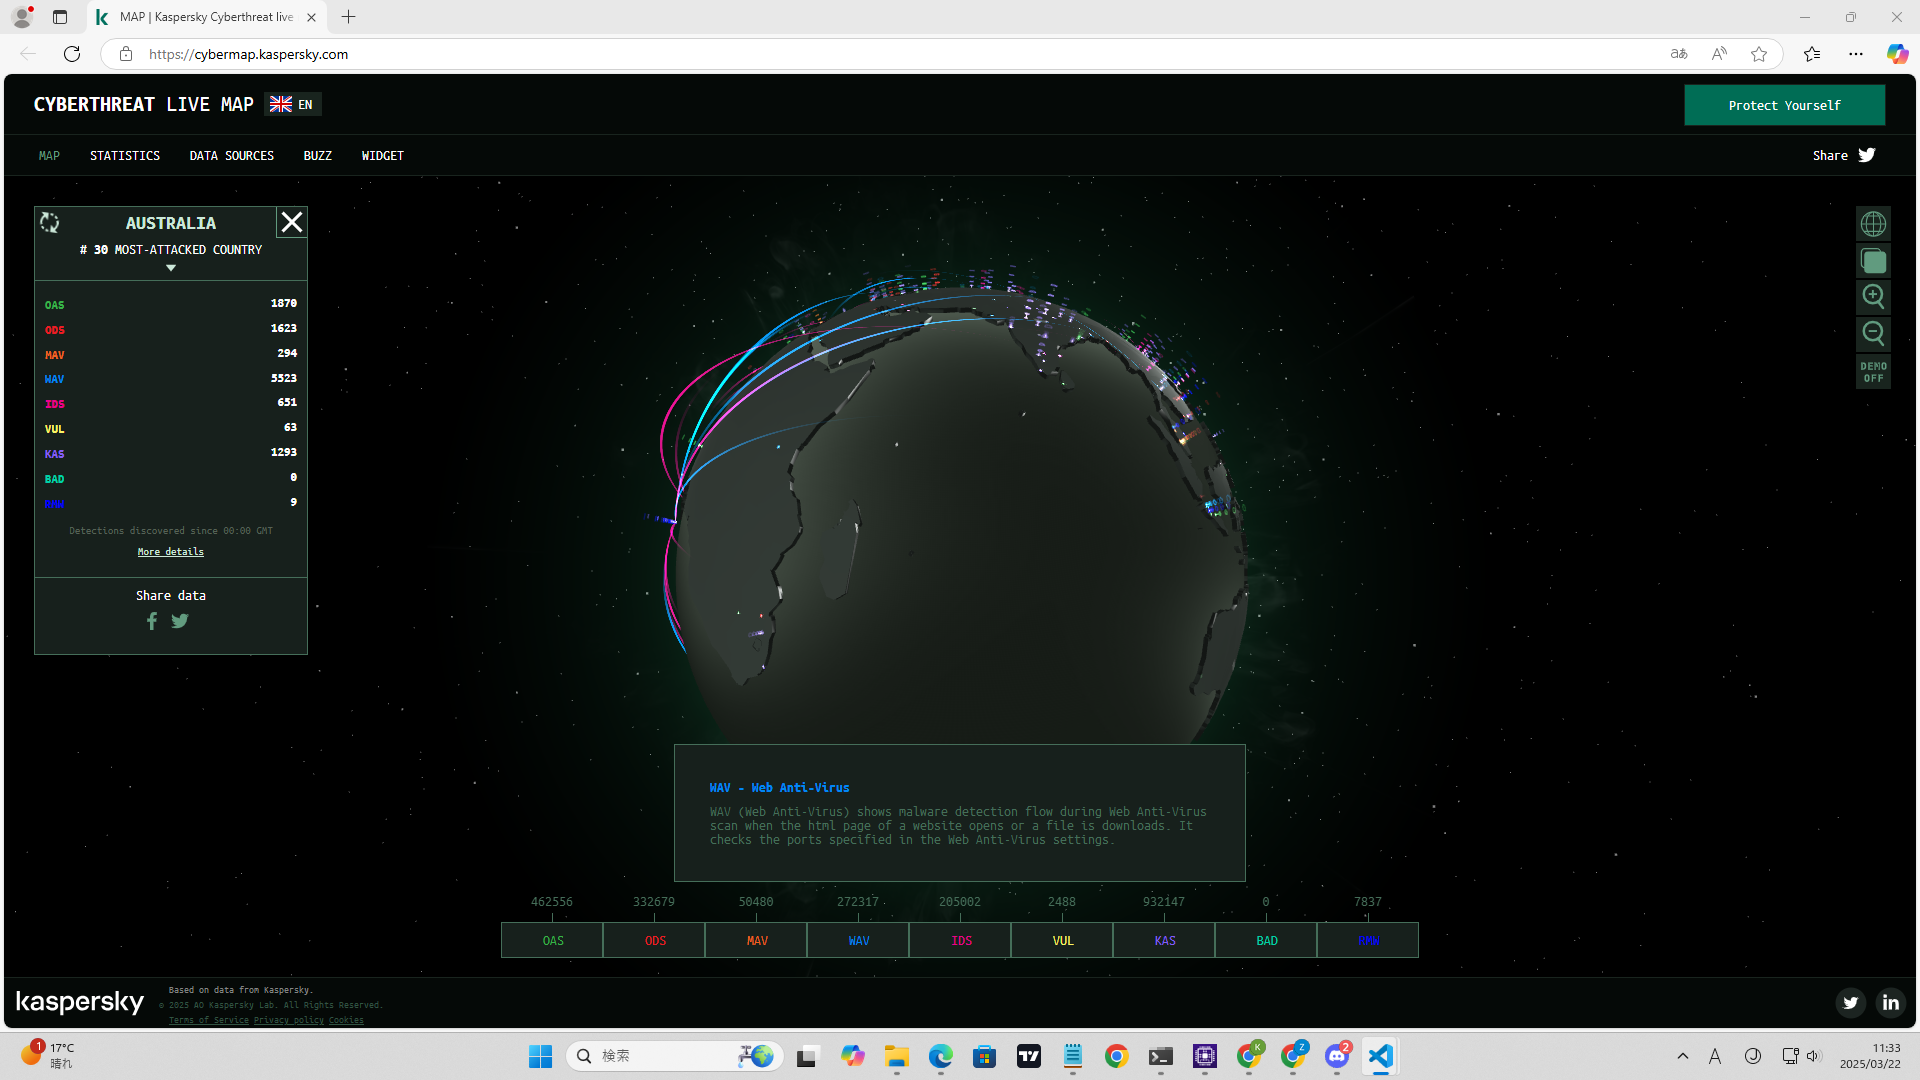 MAP | Kaspersky Cyberthreat live
https://cybermap.kaspersky.com
CYBERTHREAT LIVE MAP EN
Protect Yourself
MAP STATISTICS DATA SOURCES BUZZ WIDGET
Share
AUSTRALIA
# 30 MOST-ATTACKED COUNTRY
OAS 1870
ODS 1623
MAV 294
WAV 5523
IDS 651
VUL 63
KAS 1293
BAD 0
RMW 9
Detections discovered since 00:00 GMT
More details
Share data
DEMO
OFF
WAV - Web Anti-Virus
WAV (Web Anti-Virus) shows malware detection flow during Web Anti-Virus
scan when the html page of a website opens or a file is downloads. It
checks the ports specified in the Web Anti-Virus settings.
462556 332679 50480 272317 205002 2488 932147 0 7837
OAS ODS MAV WAV IDS VUL KAS BAD RMW
kaspersky
Based on data from Kaspersky.
© 2025 AO Kaspersky Lab. All Rights Reserved.
Terms of Service Privacy policy Cookies
1
17°C
晴れ
検索
K
Z
2
A
11:33
2025/03/22